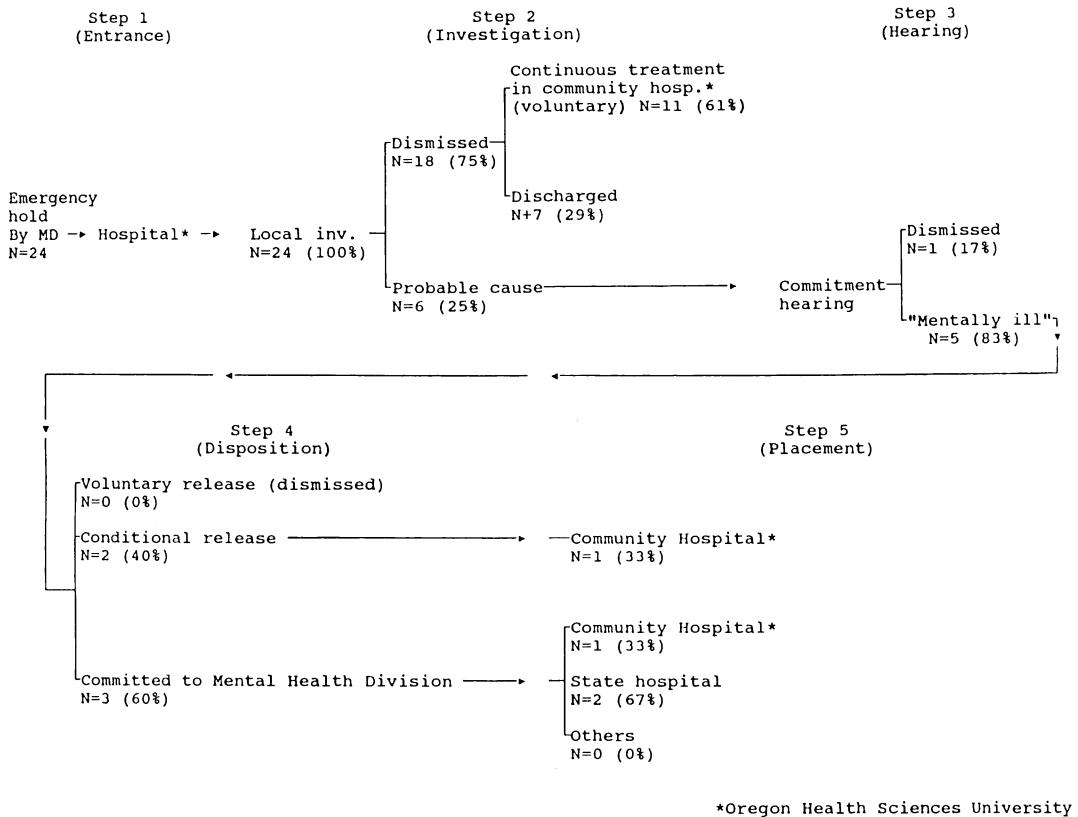 Step 1
(Entrance)
Step 2
(Investigation)
Step 3
(Hearing)
Emergency
hold
By MD
N=24
Hospital*
Local inv.
N=24 (100%)
Dismissed
N=18 (75%)
Continuous treatment
in community hosp.*
(voluntary) N=11 (61%)
Discharged
N+7 (29%)
Probable cause
N=6 (25%)
Commitment
hearing
Dismissed
N=1 (17%)
"Mentally ill"
N=5 (83%)
Step 4
(Disposition)
Step 5
(Placement)
Voluntary release (dismissed)
N=0 (0%)
Conditional release
N=2 (40%)
Community Hospital*
N=1 (33%)
Committed to Mental Health Division
N=3 (60%)
Community Hospital*
N=1 (33%)
State hospital
N=2 (67%)
Others
N=0 (0%)
*Oregon Health Sciences University